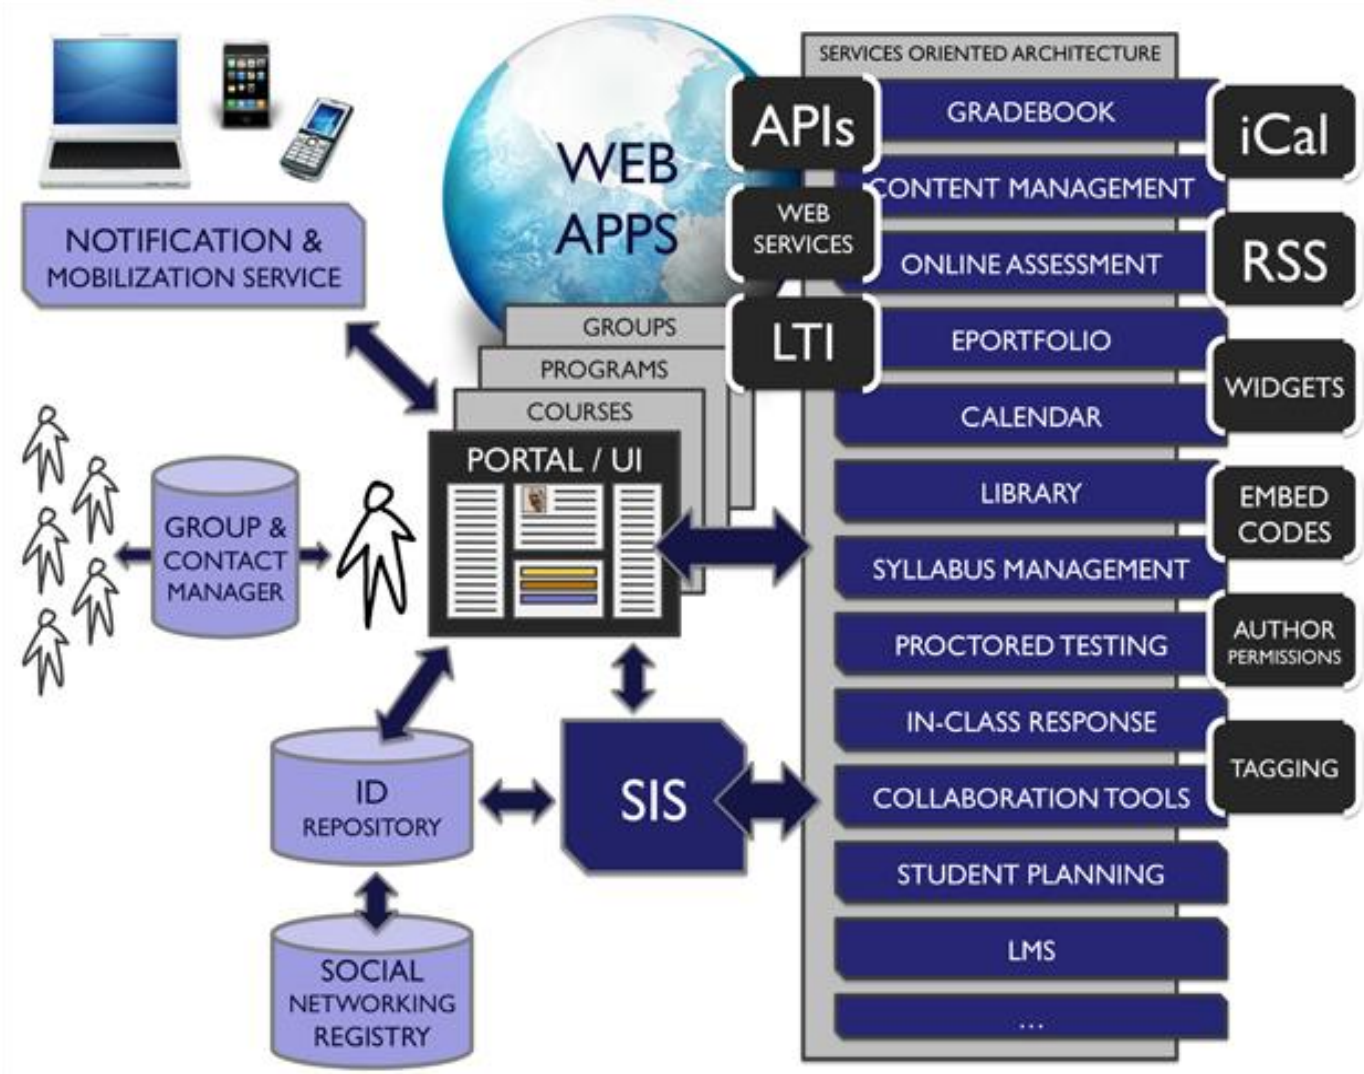 SERVICES ORIENTED ARCHITECTURE
WEB
APPS
APIs
WEB
SERVICES
LTI
GRADEBOOK
CONTENT MANAGEMENT
ONLINE ASSESSMENT
EPORTFOLIO
CALENDAR
LIBRARY
SYLLABUS MANAGEMENT
PROCTORED TESTING
IN-CLASS RESPONSE
COLLABORATION TOOLS
STUDENT PLANNING
LMS
...
iCal
RSS
WIDGETS
EMBED
CODES
AUTHOR
PERMISSIONS
TAGGING
NOTIFICATION &
MOBILIZATION SERVICE
GROUPS
PROGRAMS
COURSES
PORTAL / UI
GROUP &
CONTACT
MANAGER
ID
REPOSITORY
SIS
SOCIAL
NETWORKING
REGISTRY